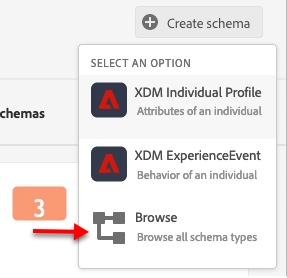 Create schema
SELECT AN OPTION
XDM Individual Profile
Attributes of an individual
chemas
XDM ExperienceEvent
Behavior of an individual
3
Browse
Browse all schema types